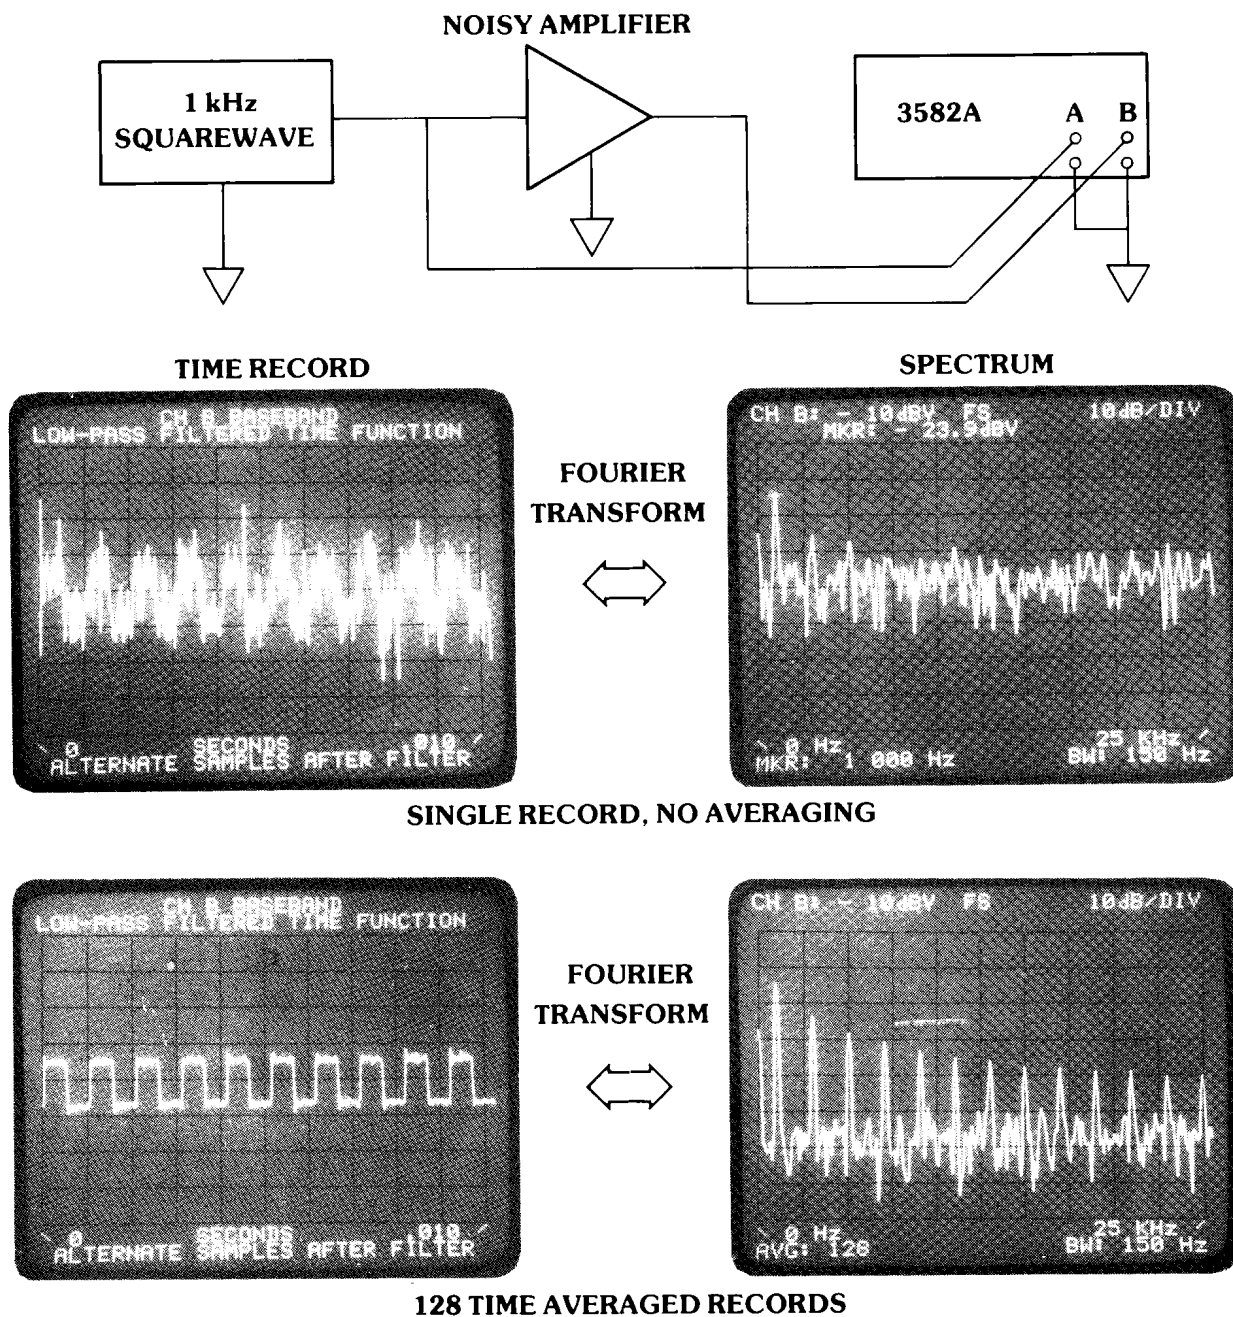 NOISY AMPLIFIER
1 kHz
SQUAREWAVE
3582A
A B
TIME RECORD
SPECTRUM
CH B BASEBAND
LOW-PASS FILTERED TIME FUNCTION
0 SECONDS .010
ALTERNATE SAMPLES AFTER FILTER
FOURIER
TRANSFORM
CH B: - 10dBV FS 10dB/DIV
MKR: - 23.9dBV
0 Hz 25 KHz
MKR: 1 000 Hz BW: 150 Hz
SINGLE RECORD, NO AVERAGING
CH B BASEBAND
LOW-PASS FILTERED TIME FUNCTION
0 SECONDS .010
ALTERNATE SAMPLES AFTER FILTER
FOURIER
TRANSFORM
CH B: - 10dBV FS 10dB/DIV
0 Hz 25 KHz
AVG: 128 BW: 150 Hz
128 TIME AVERAGED RECORDS